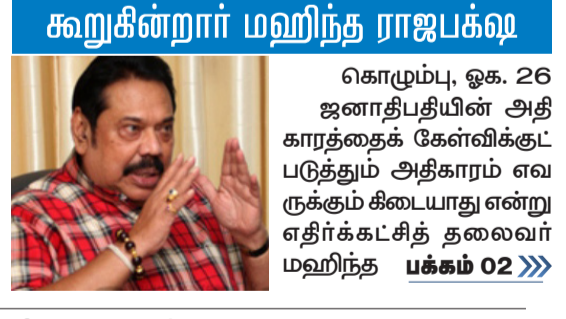 கூறுகின்றார் மஹிந்த ராஜபக்ஷ
கொழும்பு, ஓக. 26
ஜனாதிபதியின் அதி
காரத்தைக் கேள்விக்குட்
படுத்தும் அதிகாரம் எவ
ருக்கும் கிடையாது என்று
எதிர்க்கட்சித் தலைவர்
மஹிந்த பக்கம் 02